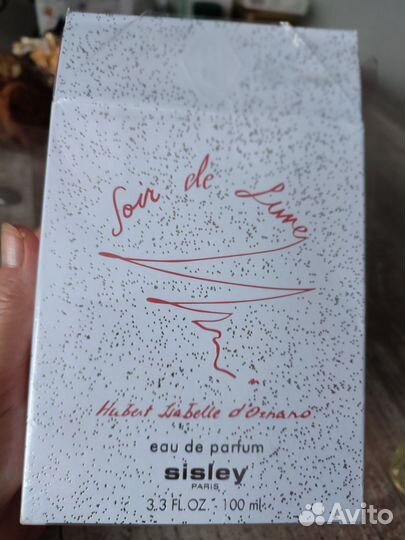 Soir de Lune
Hubert Isabelle d'Ornano
eau de parfum
sisley
PARIS
3.3 FL.OZ. - 100 ml
Avito